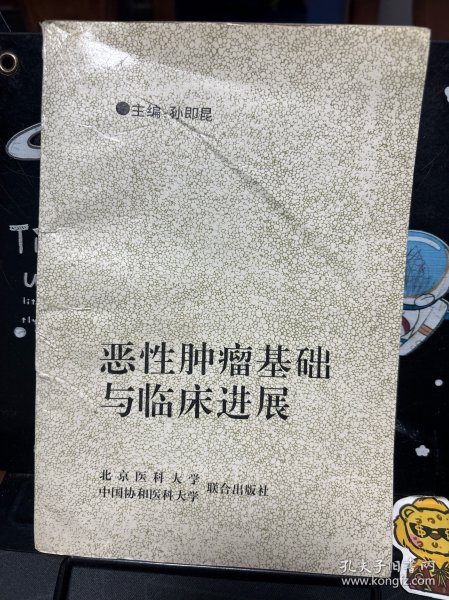 ●主编:孙即昆
恶性肿瘤基础
与临床进展
北京医科大学
中国协和医科大学
联合出版社
孔夫子旧书网
www.kongfz.com